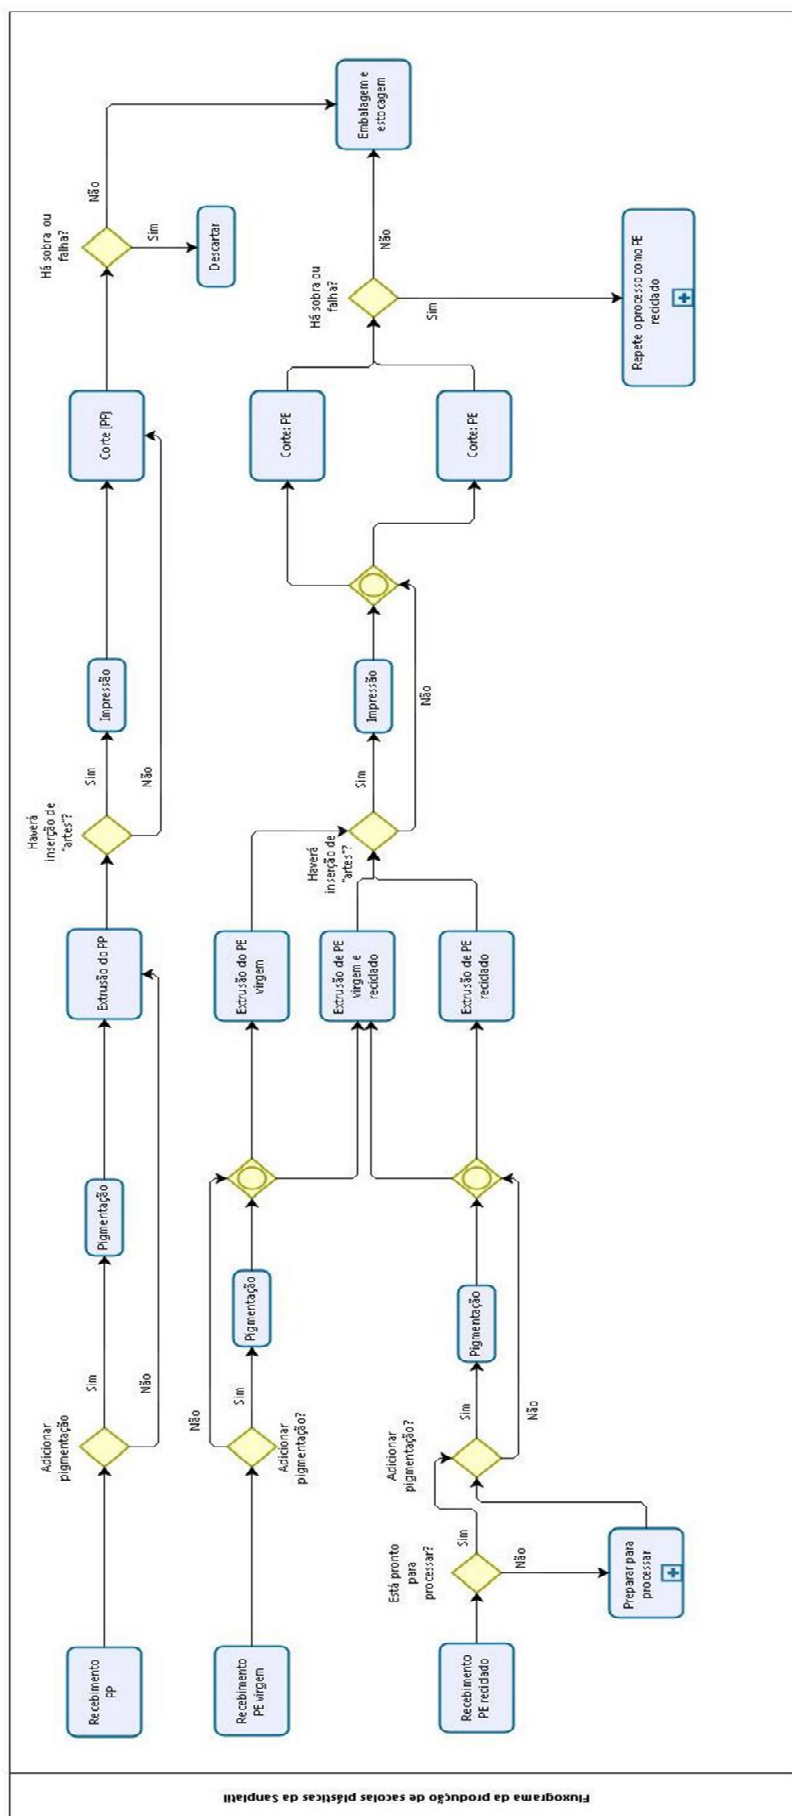 Fluxograma da produção de sacolas plásticas da Sanplatil
Recebimento
PP
Adicionar
pigmentação
Sim
Não
Pigmentação
Extrusão do PP
Haverá
inserção de
"artes"?
Sim
Não
Impressão
Corte (PP)
Há sobra ou
falha?
Não
Sim
Descartar
Embalagem e
estocagem
Recebimento
PE virgem
Adicionar
pigmentação?
Não
Sim
Pigmentação
Extrusão do PE
virgem
Extrusão de PE
virgem e
reciclado
Haverá
inserção de
"artes"?
Sim
Não
Impressão
Corte: PE
Corte: PE
Há sobra ou
falha?
Não
Sim
Repete o processo como PE
reciclado
Recebimento
PE reciclado
Está pronto
para
processar?
Sim
Não
Preparar para
processar
Adicionar
pigmentação?
Sim
Não
Pigmentação
Extrusão de PE
reciclado